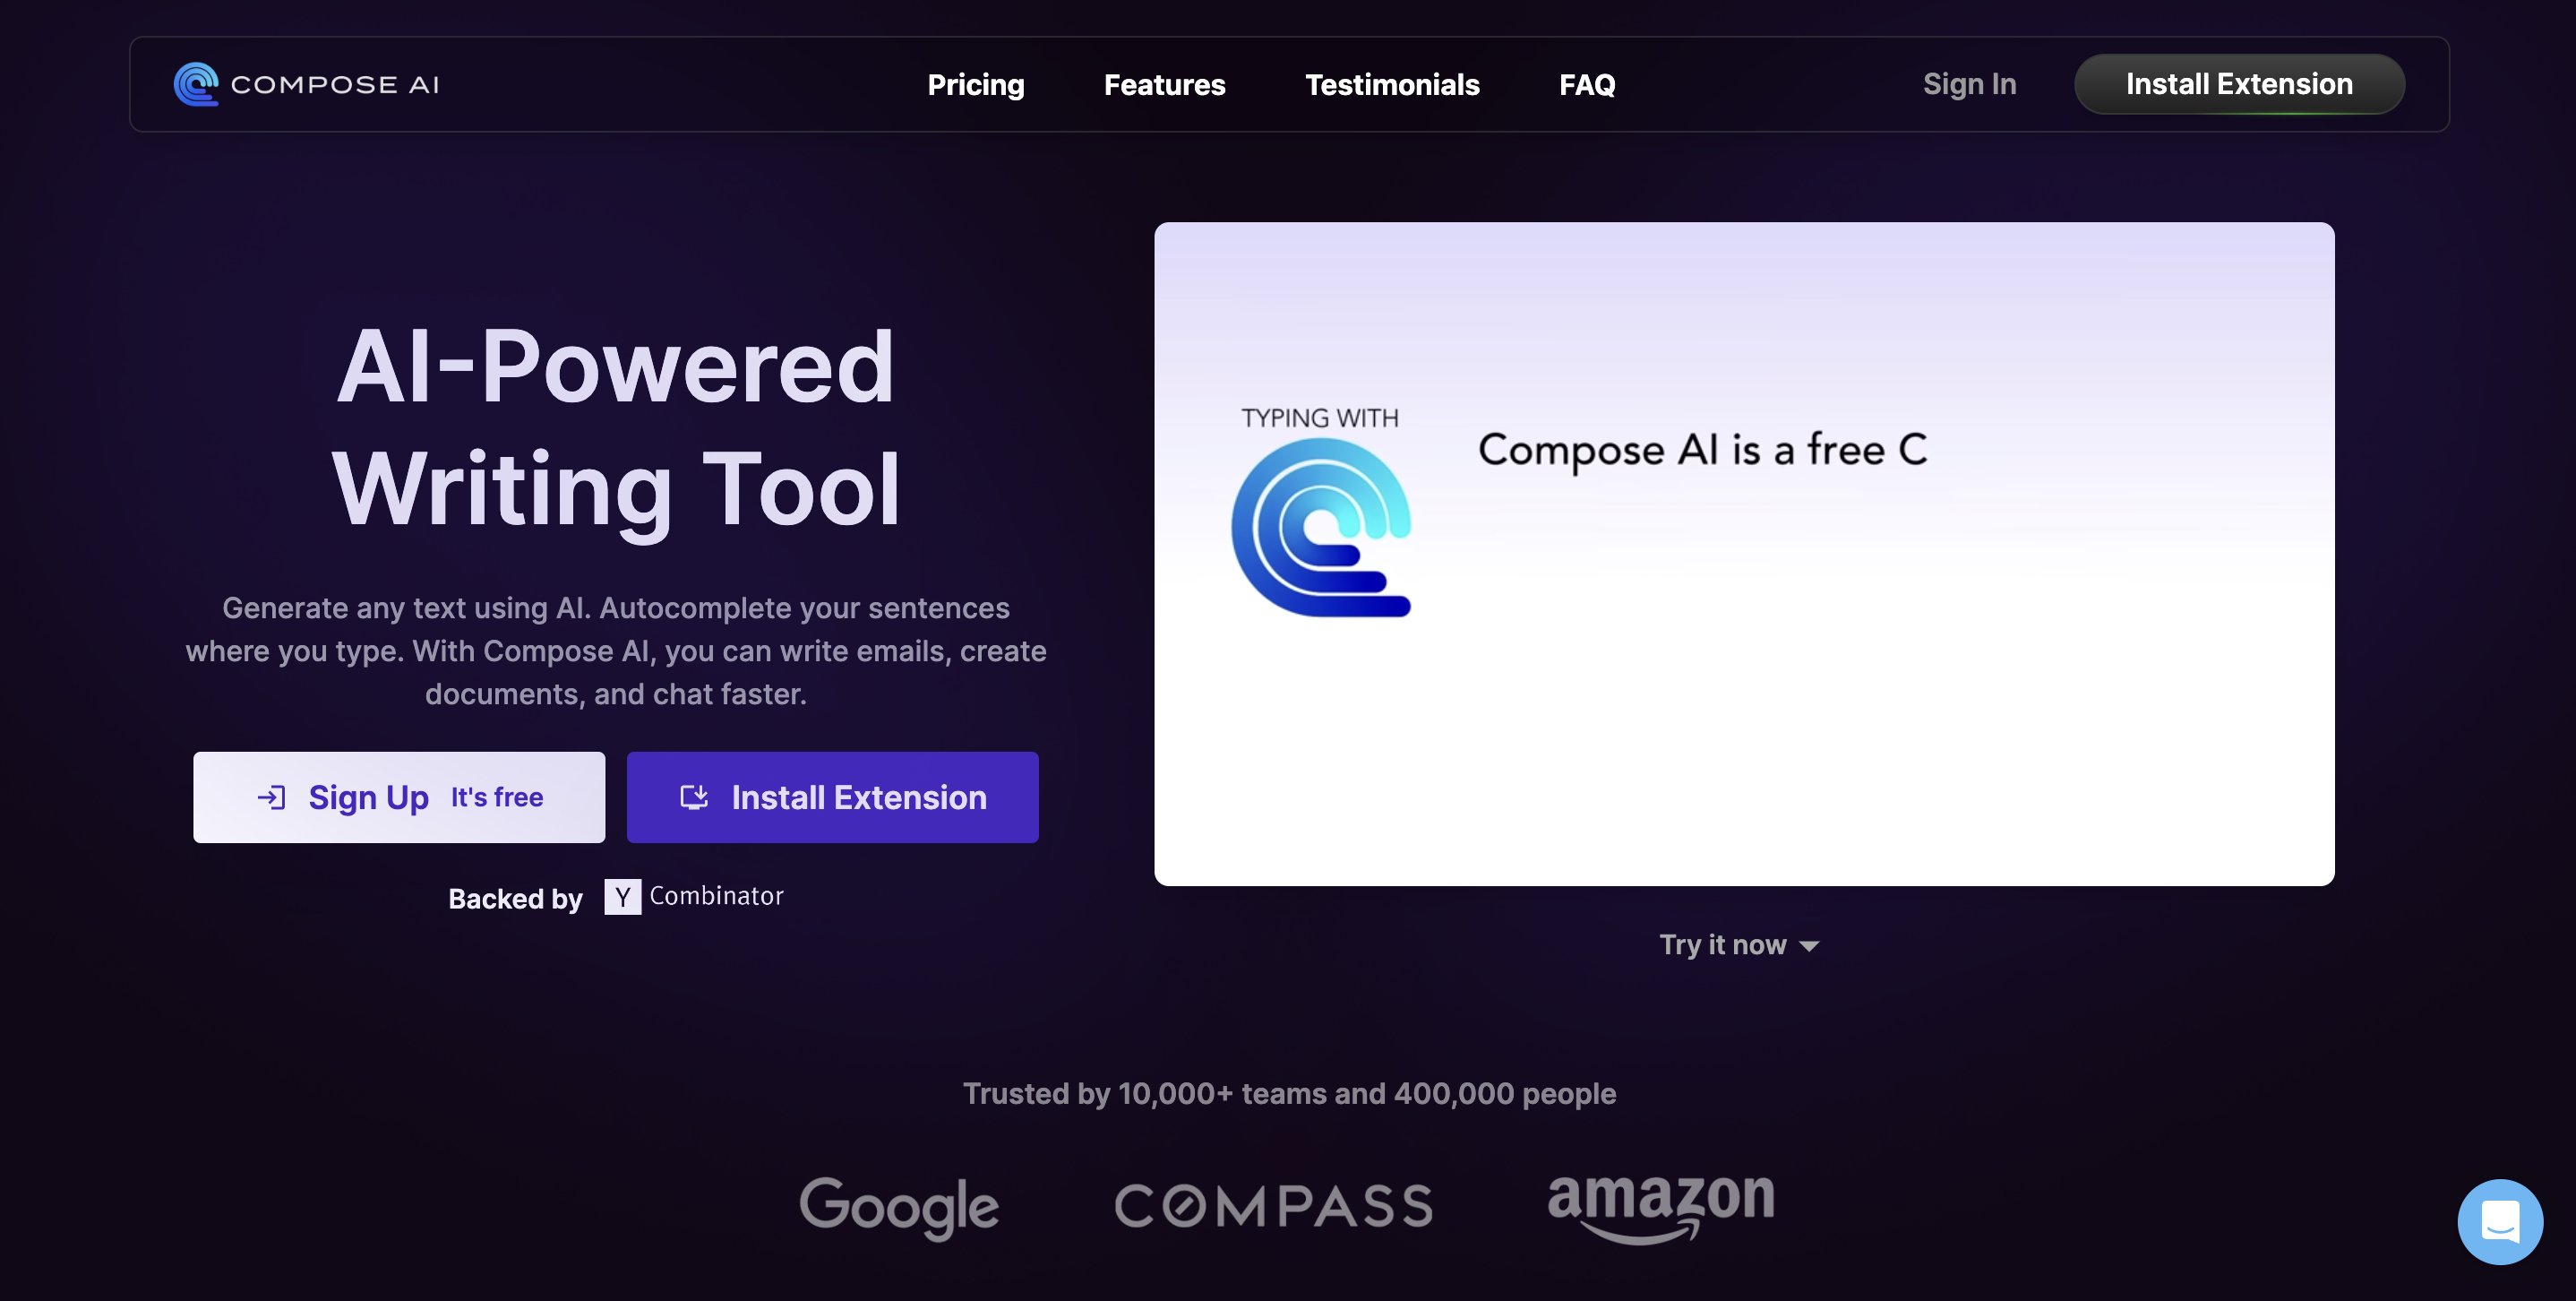 COMPOSE AI
Pricing
Features
Testimonials
FAQ
Sign In
Install Extension
AI-Powered
Writing Tool
Generate any text using AI. Autocomplete your sentences
where you type. With Compose AI, you can write emails, create
documents, and chat faster.
Sign Up It's free
Install Extension
Backed by Y Combinator
TYPING WITH
Compose AI is a free C
Try it now
Trusted by 10,000+ teams and 400,000 people
Google
COMPASS
amazon